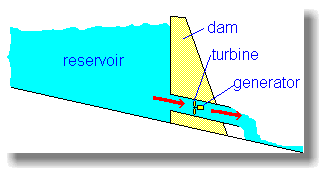 dam
turbine
reservoir
generator